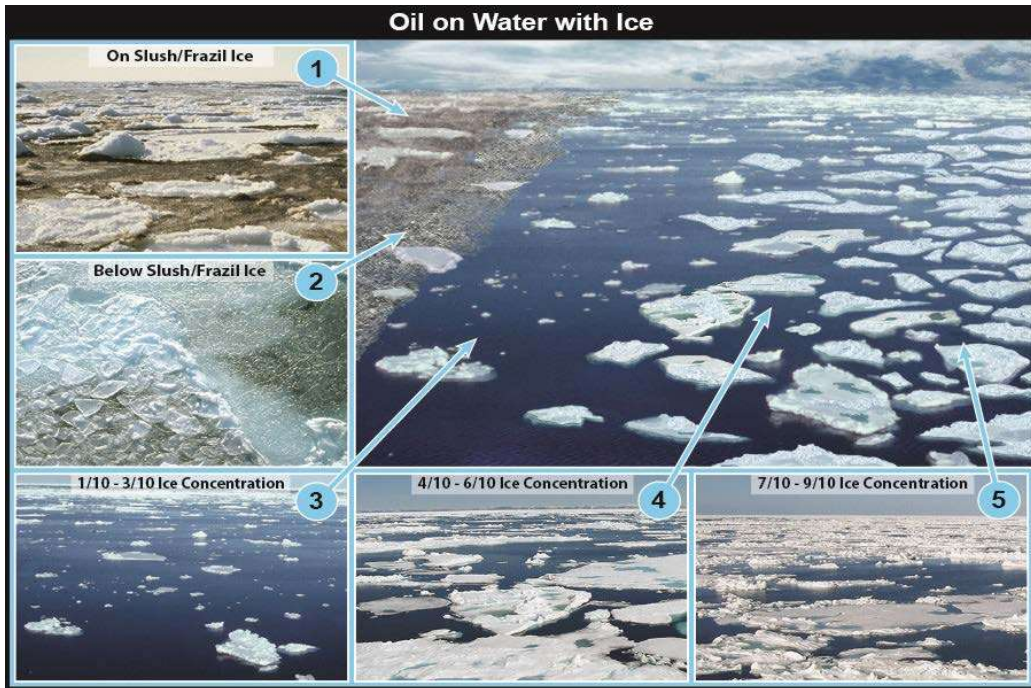 Oil on Water with Ice
On Slush/Frazil Ice
1
Below Slush/Frazil Ice
2
1/10 - 3/10 Ice Concentration
3
4/10 - 6/10 Ice Concentration
4
7/10 - 9/10 Ice Concentration
5